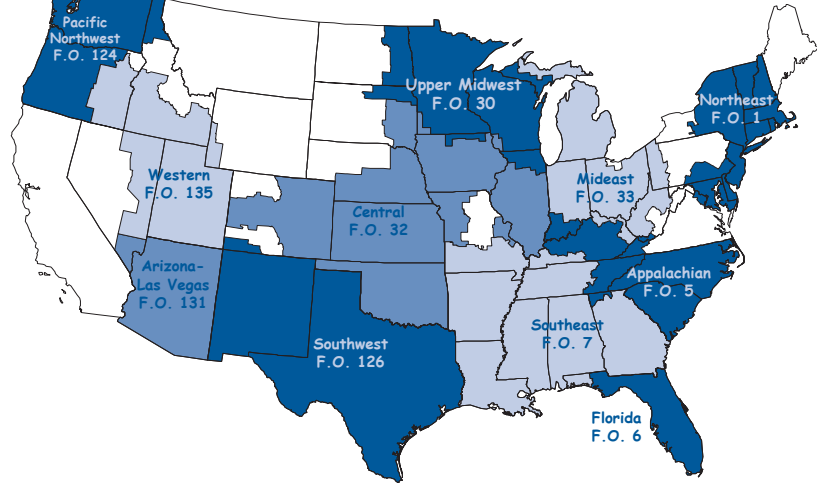 Pacific
Northwest
F.O. 124
Upper Midwest
F.O. 30
Northeast
F.O. 1
Western
F.O. 135
Mideast
F.O. 33
Central
F.O. 32
Arizona-
Las Vegas
F.O. 131
Appalachian
F.O. 5
Southeast
F.O. 7
Southwest
F.O. 126
Florida
F.O. 6